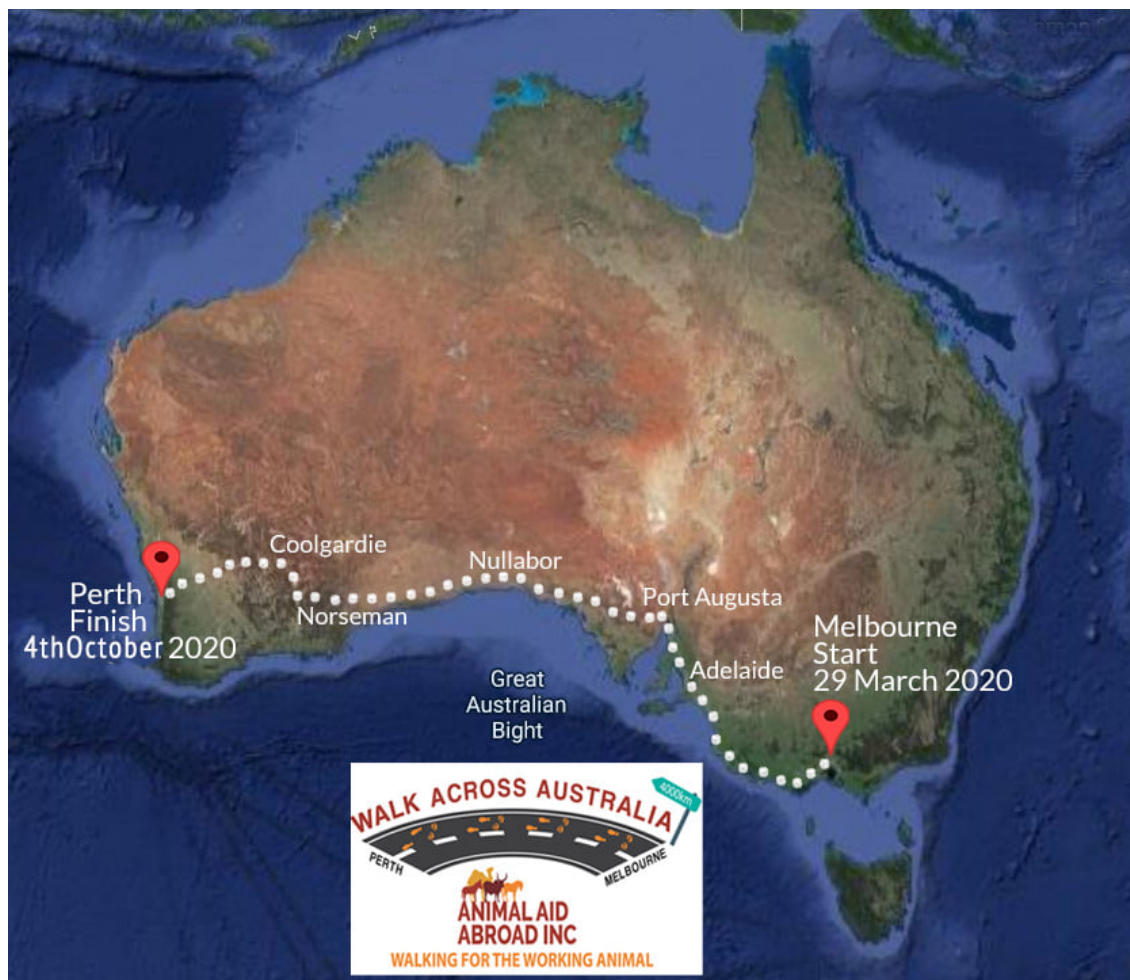 Coolgardie
Nullabor
Perth
Finish
4thOctober 2020
Norseman
Port Augusta
Melbourne
Start
29 March 2020
Adelaide
Great
Australian
Bight
WALK ACROSS AUSTRALIA
4000km
PERTH
MELBOURNE
ANIMAL AID
ABROAD INC
WALKING FOR THE WORKING ANIMAL